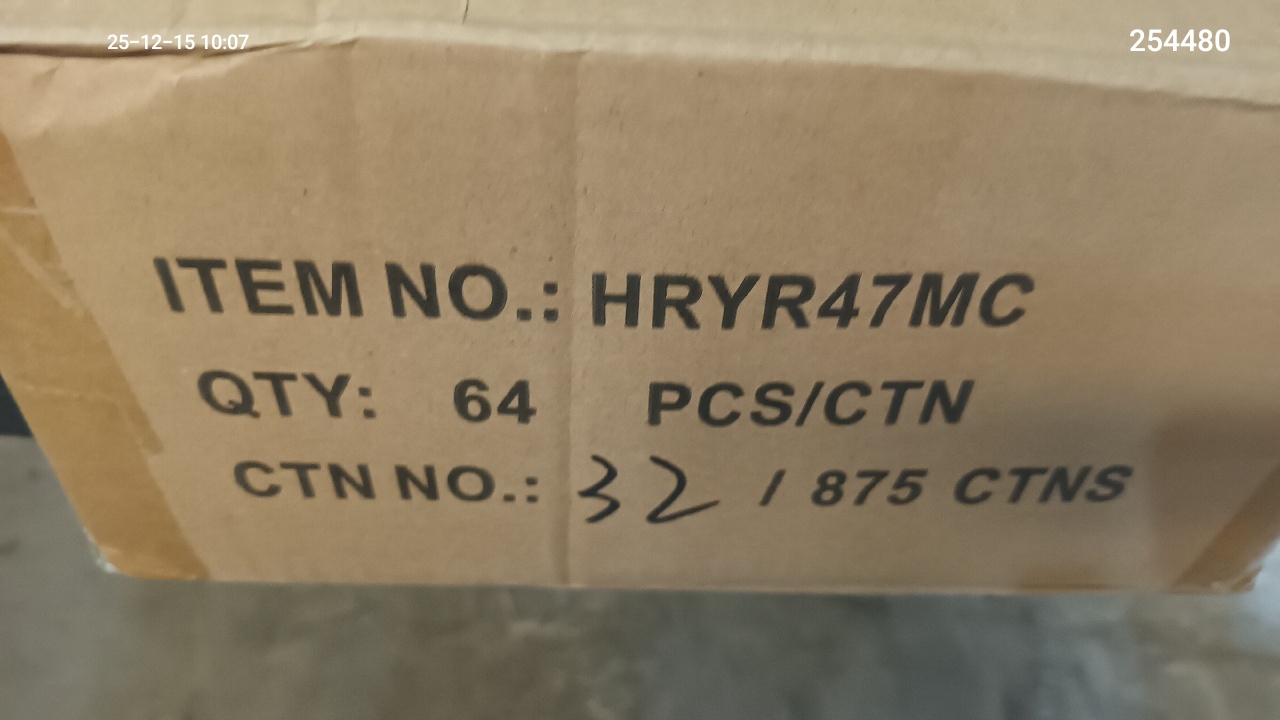 25-12-15 10:07
254480
ITEM NO.: HRYR47MC
QTY: 64 PCS/CTN
CTN NO.: 32 / 875 CTNS